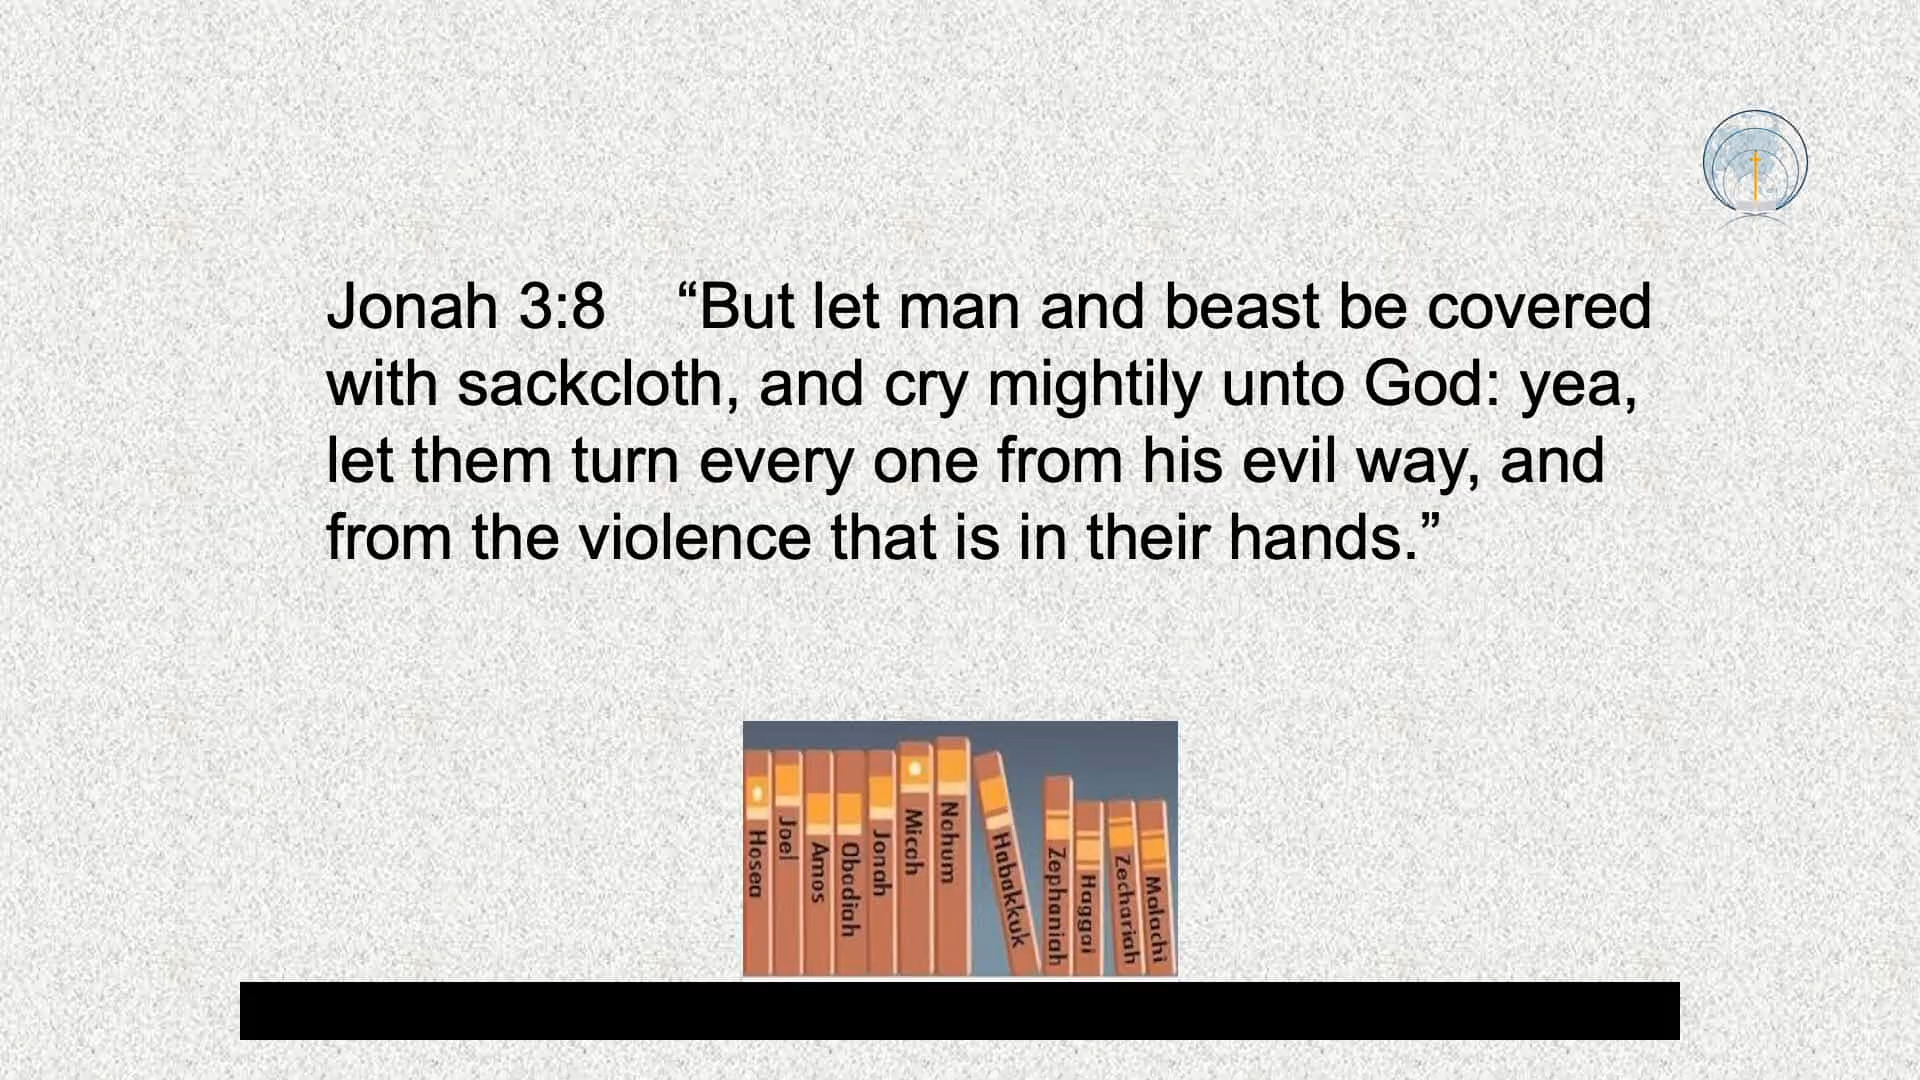 Jonah 3:8 “But let man and beast be covered
with sackcloth, and cry mightily unto God: yea,
let them turn every one from his evil way, and
from the violence that is in their hands.”
Hosea
Joel
Amos
Obadiah
Jonah
Micah
Nahum
Habakkuk
Zephaniah
Haggai
Zechariah
Malachi